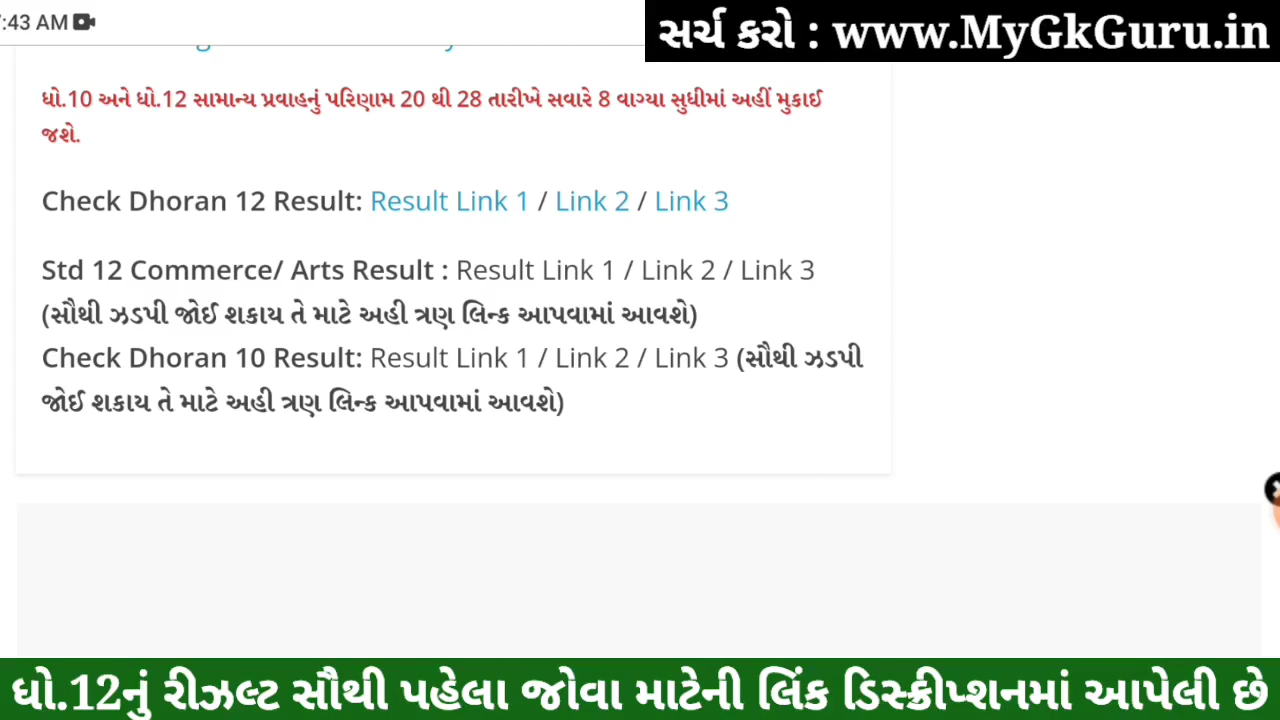 :43 AM
સર્ચ કરો : www.MyGkGuru.in
ધો.10 અને ધો.12 સામાન્ય પ્રવાહનું પરિણામ 20 થી 28 તારીખે સવારે 8 વાગ્યા સુધીમાં અહીં મુકાઈ
જશે.
Check Dhoran 12 Result: Result Link 1 / Link 2 / Link 3
Std 12 Commerce/ Arts Result : Result Link 1 / Link 2 / Link 3
(સૌથી ઝડપી જોઈ શકાય તે માટે અહી ત્રણ લિન્ક આપવામાં આવશે)
Check Dhoran 10 Result: Result Link 1 / Link 2 / Link 3 (સૌથી ઝડપી
જોઈ શકાય તે માટે અહી ત્રણ લિન્ક આપવામાં આવશે)
ધો.12નું રીઝલ્ટ સૌથી પહેલા જોવા માટેની લિંક ડિસ્ક્રીપ્શનમાં આપેલી છે